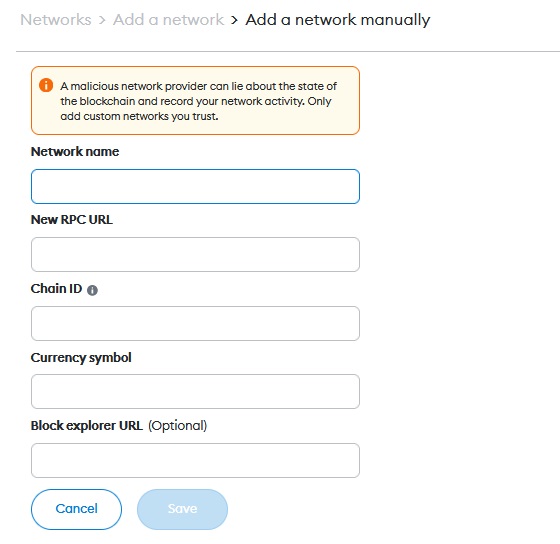 Networks > Add a network > Add a network manually
A malicious network provider can lie about the state of
the blockchain and record your network activity. Only
add custom networks you trust.
Network name
New RPC URL
Chain ID
Currency symbol
Block explorer URL (Optional)
Cancel Save